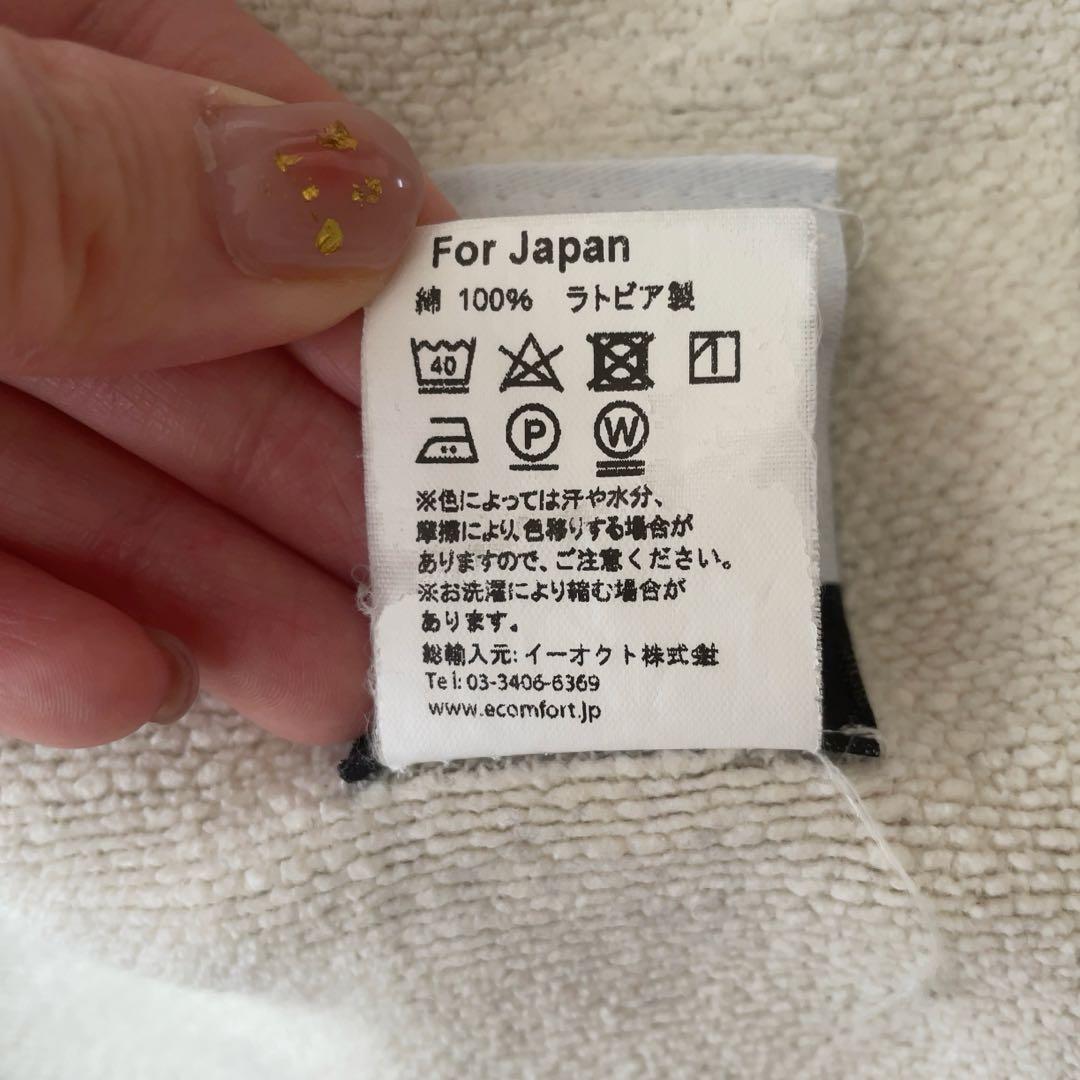 For Japan
綿 100% ラトビア製
40
P W
※色によっては汗や水分、
摩擦により、色移りする場合が
ありますので、ご注意ください。
※お洗濯により縮む場合が
あります。
総輸入元: イーオクト株式会社
Tel: 03-3406-6369
www.ecomfort.jp